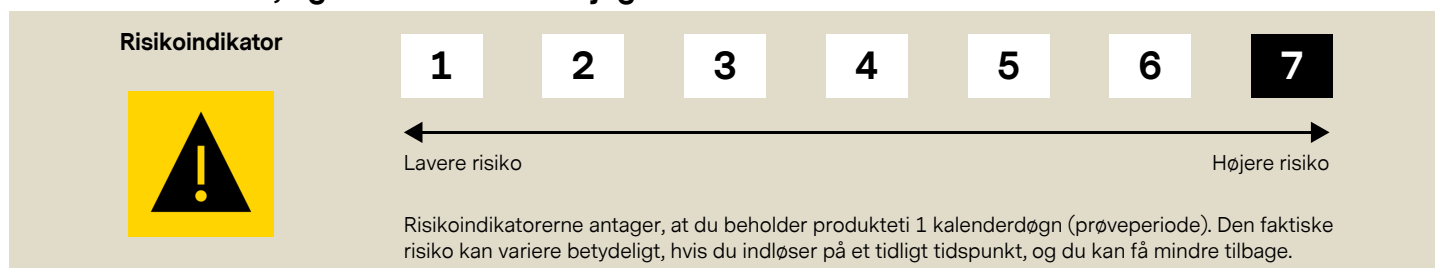 Risikoindikator
1 2 3 4 5 6 7
Lavere risiko
Højere risiko
Risikoindikatorerne antager, at du beholder produkteti 1 kalenderdøgn (prøveperiode). Den faktiske
risiko kan variere betydeligt, hvis du indløser på et tidligt tidspunkt, og du kan få mindre tilbage.